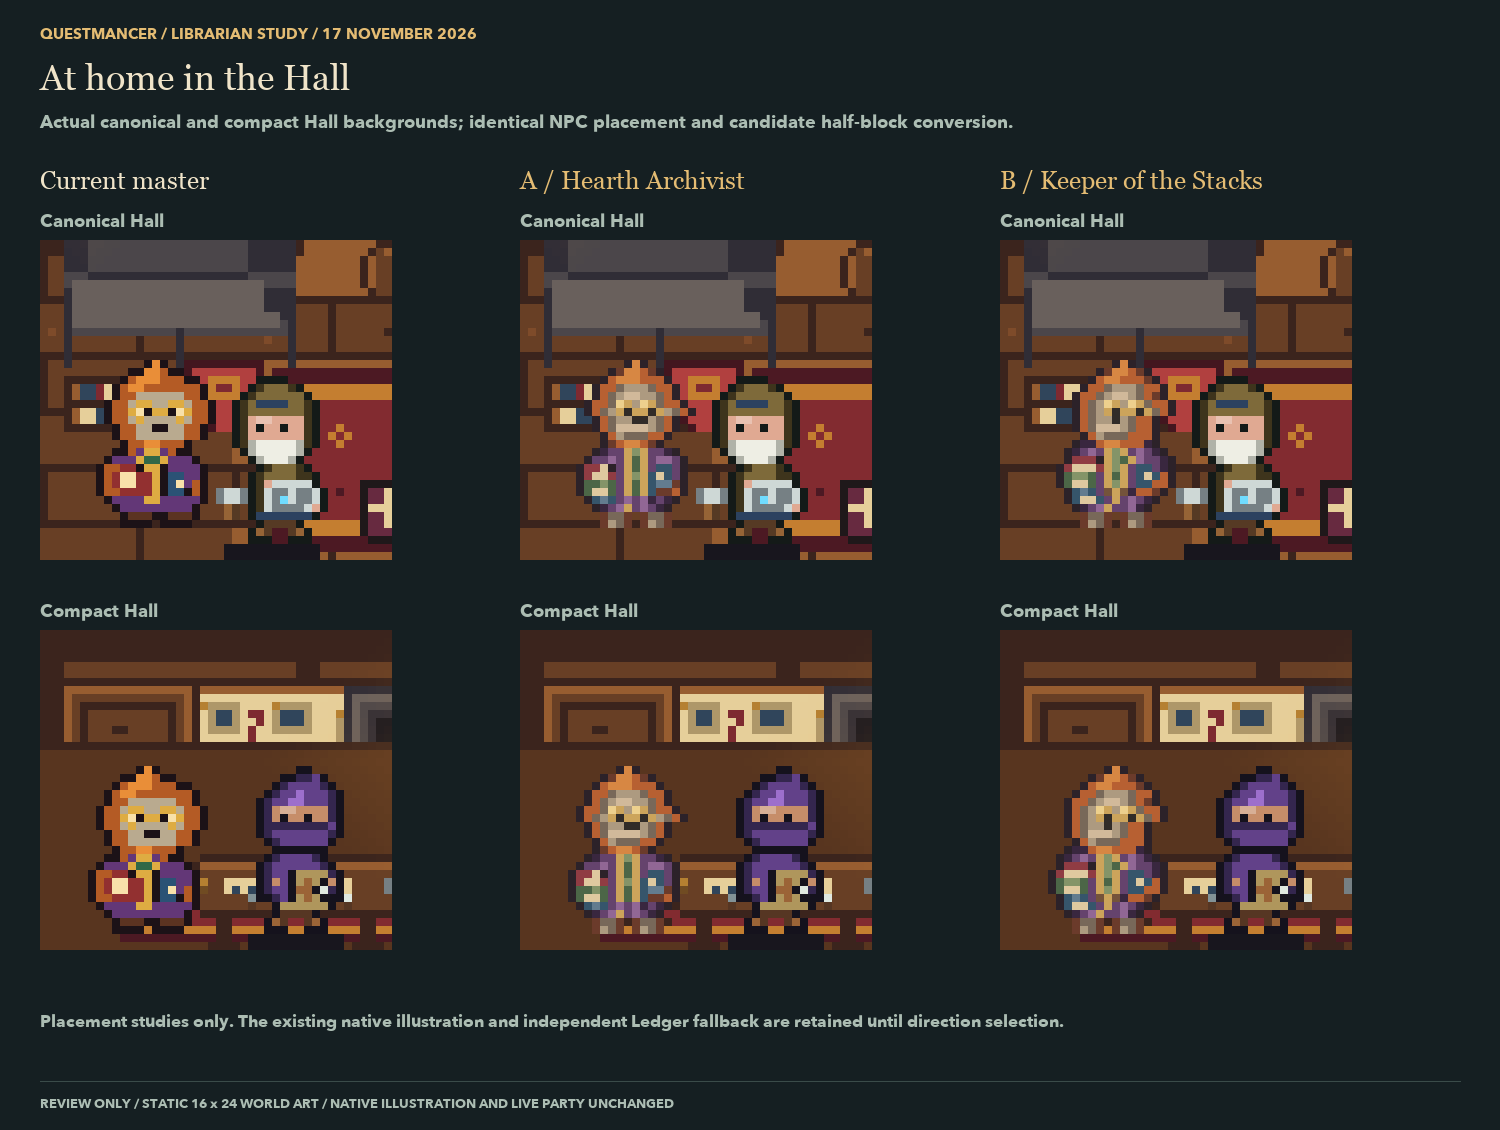 QUESTMANCER / LIBRARIAN STUDY / 17 NOVEMBER 2026
At home in the Hall
Actual canonical and compact Hall backgrounds; identical NPC placement and candidate half-block conversion.
Current master
A / Hearth Archivist
B / Keeper of the Stacks
Canonical Hall
Canonical Hall
Canonical Hall
Compact Hall
Compact Hall
Compact Hall
Placement studies only. The existing native illustration and independent Ledger fallback are retained until direction selection.
REVIEW ONLY / STATIC 16 x 24 WORLD ART / NATIVE ILLUSTRATION AND LIVE PARTY UNCHANGED